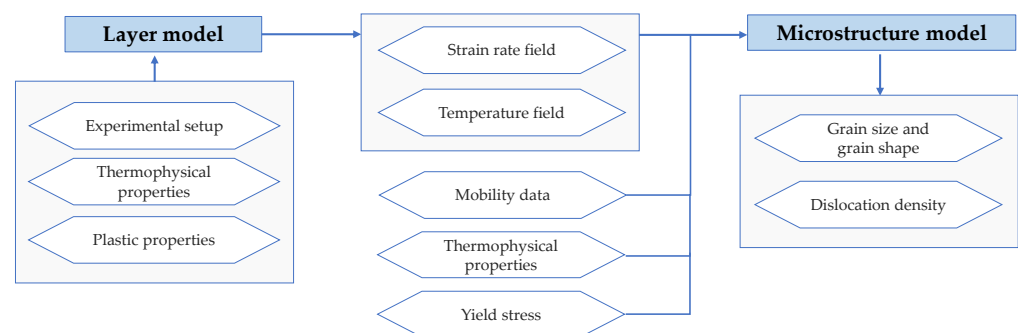 Layer model
Experimental setup
Thermophysical
properties
Plastic properties
Strain rate field
Temperature field
Mobility data
Thermophysical
properties
Yield stress
Microstructure model
Grain size and
grain shape
Dislocation density